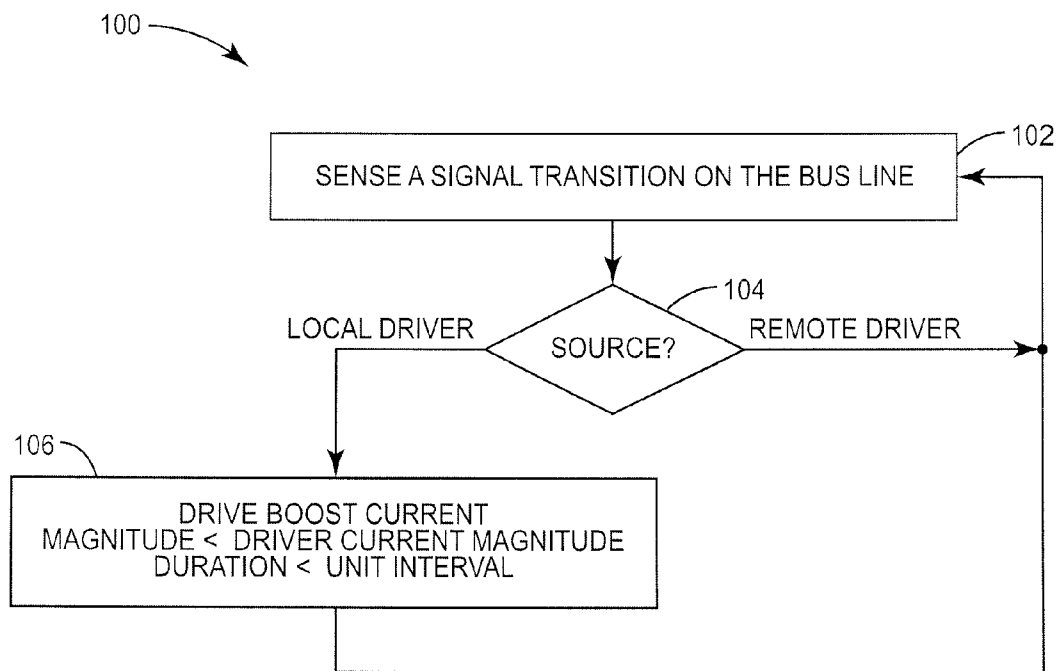 100
102
SENSE A SIGNAL TRANSITION ON THE BUS LINE
104
LOCAL DRIVER
SOURCE?
REMOTE DRIVER
106
DRIVE BOOST CURRENT
MAGNITUDE < DRIVER CURRENT MAGNITUDE
DURATION < UNIT INTERVAL